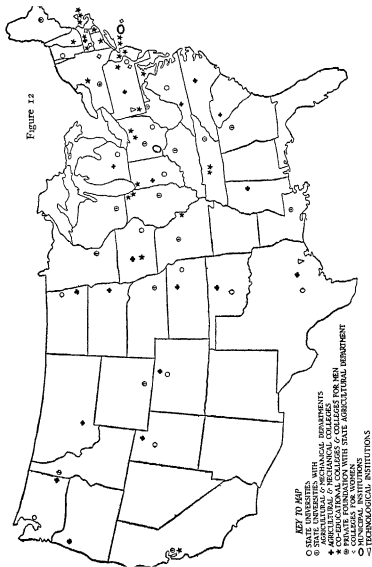 Figure 12
KEY TO MAP
○ STATE UNIVERSITIES
⊙ STATE UNIVERSITIES WITH
AGRICULTURAL & MECHANICAL DEPARTMENTS
✦ AGRICULTURAL & MECHANICAL COLLEGES
★ CO-EDUCATIONAL COLLEGES & COLLEGES FOR MEN
⊕ PRIVATE FOUNDATION WITH STATE AGRICULTURAL DEPARTMENT
◇ COLLEGES FOR WOMEN
O MUNICIPAL INSTITUTIONS
◁ TECHNOLOGICAL INSTITUTIONS